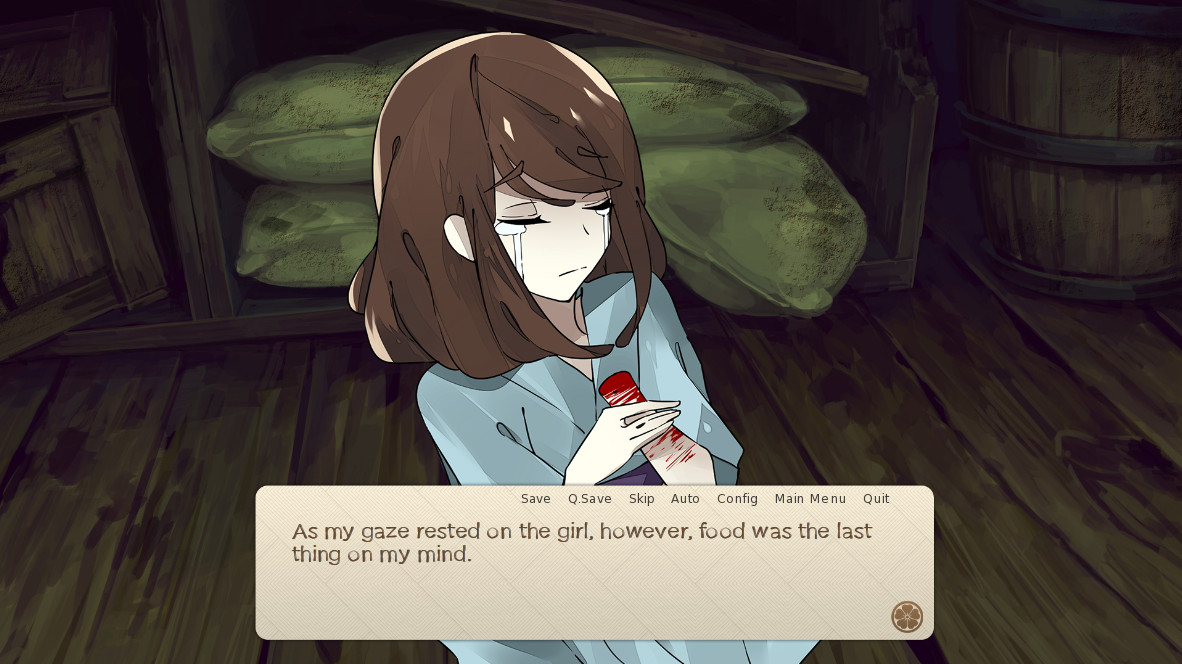 Save Q.Save Skip Auto Config Main Menu Quit
As my gaze rested on the girl, however, food was the last
thing on my mind.